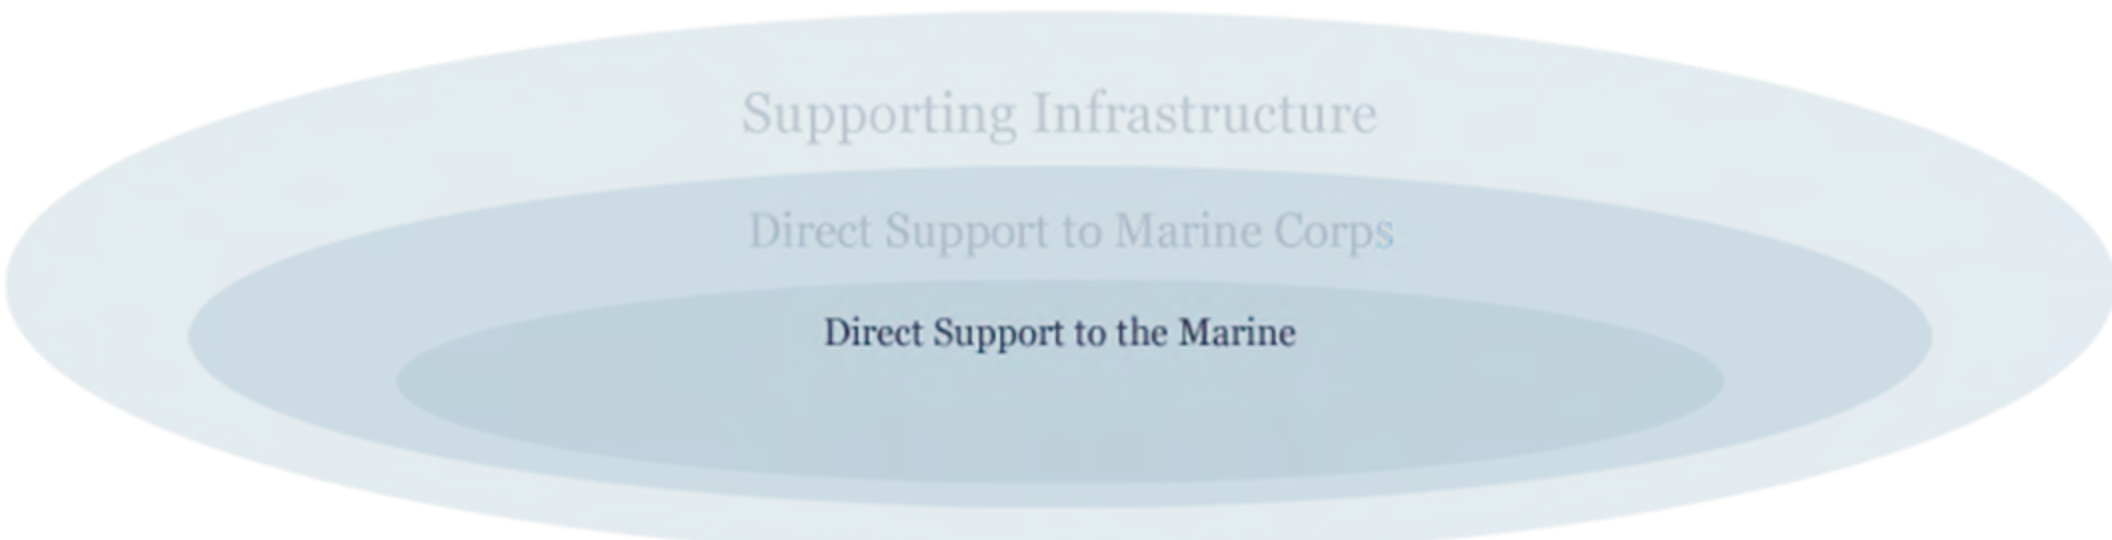 Supporting Infrastructure
Direct Support to Marine Corps
Direct Support to the Marine